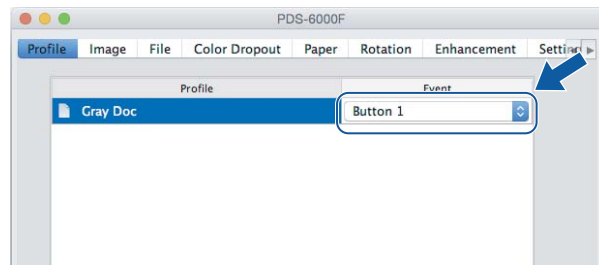 PDS-6000F
Profile Image File Color Dropout Paper Rotation Enhancement
Profile Event
Gray Doc Button 1